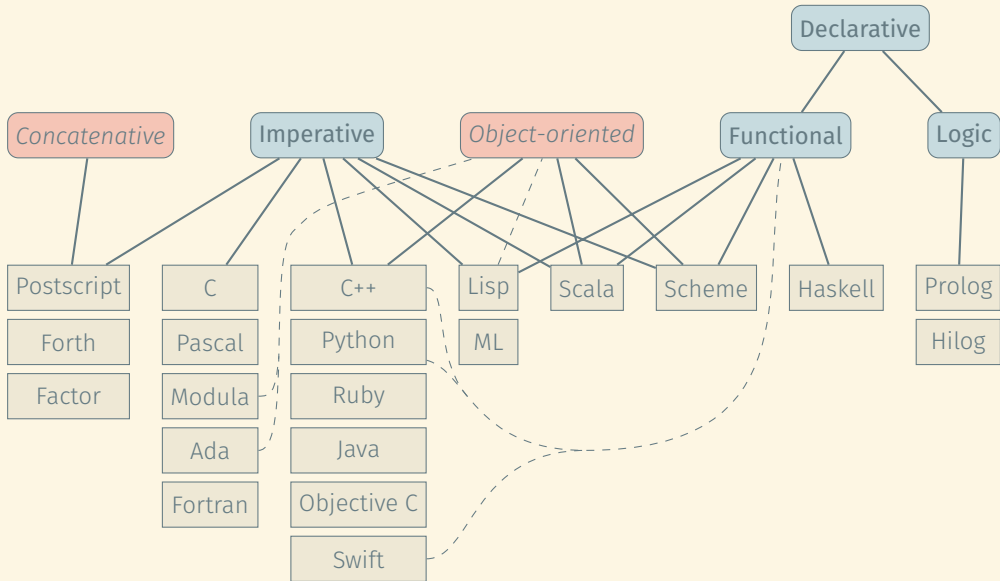 Declarative
Concatenative
Imperative
Object-oriented
Functional
Logic
Postscript
C
C++
Lisp
Scala
Scheme
Haskell
Prolog
Forth
Pascal
Python
ML
Hilog
Factor
Modula
Ruby
Ada
Java
Fortran
Objective C
Swift